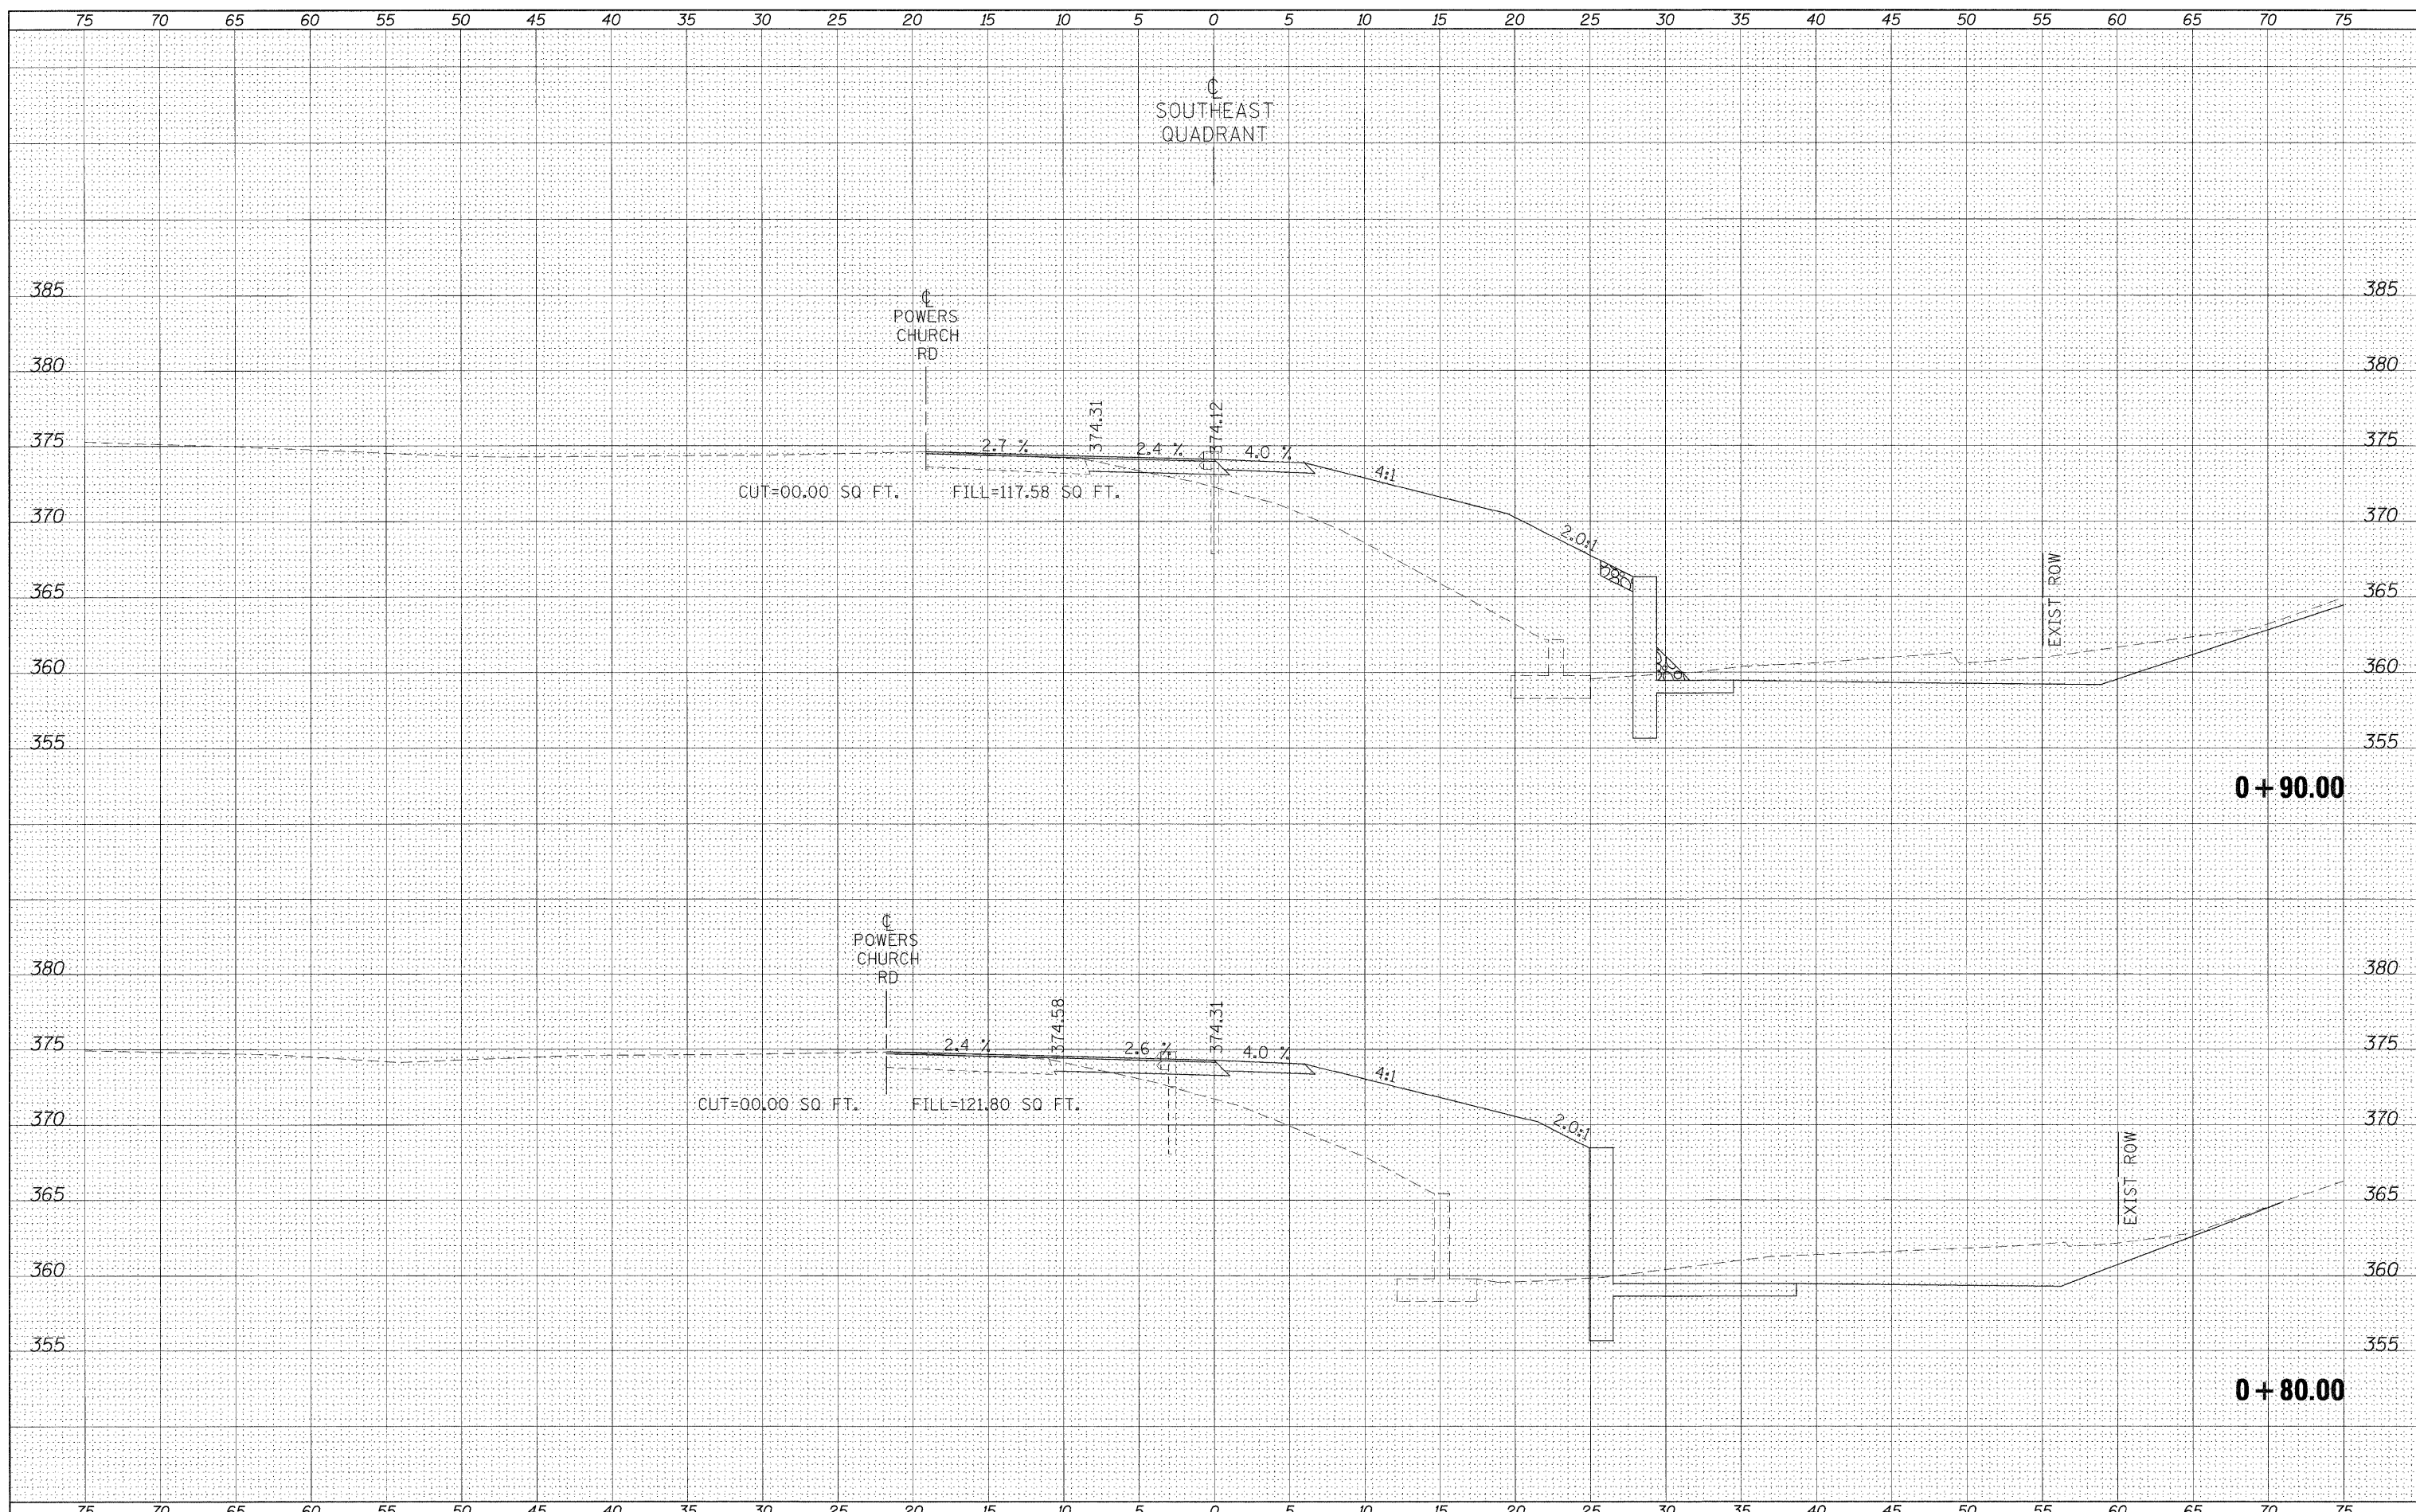 75 70 65 60 55 50 45 40 35 30 25 20 15 10 5 0 5 10 15 20 25 30 35 40 45 50 55 60 65 70 75
℄
SOUTHEAST
QUADRANT
385 385
℄
POWERS
CHURCH
RD
380 380
374.31
374.12
375 375
2.7 % 2.4 % 4.0 %
4:1
CUT=00.00 SQ FT. FILL=117.58 SQ FT.
370 370
2.0:1
EXIST ROW
365 365
360 360
355 355
0+90.00
℄
POWERS
CHURCH
RD
380 380
374.58
374.31
375 375
2.4 % 2.6 % 4.0 %
4:1
CUT=00.00 SQ FT. FILL=121.80 SQ FT.
370 370
2.0:1
EXIST ROW
365 365
360 360
355 355
0+80.00
75 70 65 60 55 50 45 40 35 30 25 20 15 10 5 0 5 10 15 20 25 30 35 40 45 50 55 60 65 70 75